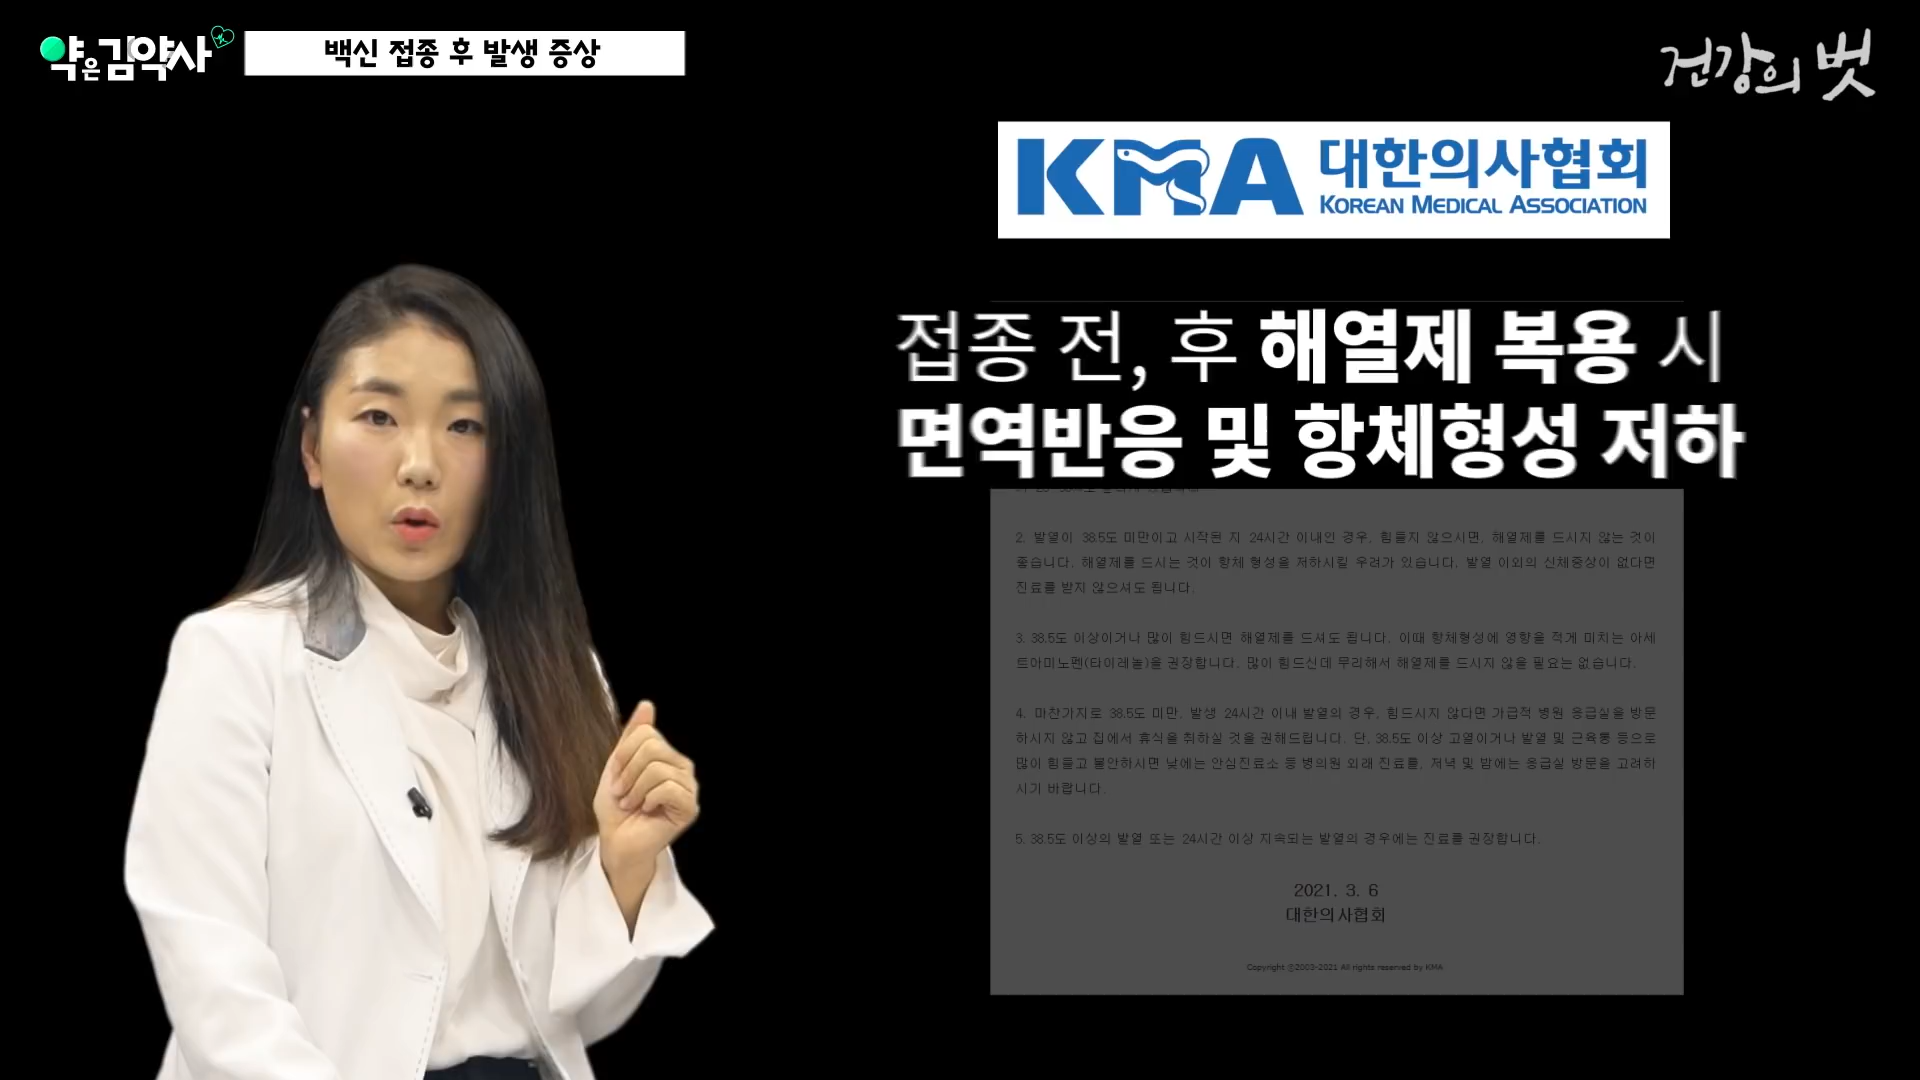 약은 김약사
백신 접종 후 발생 증상
건강의 벗
KMA 대한의사협회
KOREAN MEDICAL ASSOCIATION
접종 전, 후 해열제 복용 시
면역반응 및 항체형성 저하
2. 발열이 38.5도 미만이고 시작된 지 24시간 이내인 경우, 힘들지 않으시면, 해열제를 드시지 않는 것이
좋습니다. 해열제를 드시는 것이 항체 형성을 저하시킬 우려가 있습니다. 발열 이외의 신체증상이 없다면
진료를 받지 않으셔도 됩니다.
3. 38.5도 이상이거나 많이 힘드시면 해열제를 드셔도 됩니다. 이때 항체형성에 영향을 적게 미치는 아세
트아미노펜(타이레놀)을 권장합니다. 많이 힘드신데 무리해서 해열제를 드시지 않을 필요는 없습니다.
4. 마찬가지로 38.5도 미만, 발생 24시간 이내 발열의 경우, 힘드시지 않다면 가급적 병원 응급실을 방문
하시지 않고 집에서 휴식을 취하실 것을 권해드립니다. 단, 38.5도 이상 고열이거나 발열 및 근육통 등으로
많이 힘들고 불안하시면 낮에는 안심진료소 등 병의원 외래 진료를, 저녁 및 밤에는 응급실 방문을 고려하
시기 바랍니다.
5. 38.5도 이상의 발열 또는 24시간 이상 지속되는 발열의 경우에는 진료를 권장합니다.
2021. 3. 6
대한의사협회
Copyright ⓒ2003-2021 All rights reserved by KMA